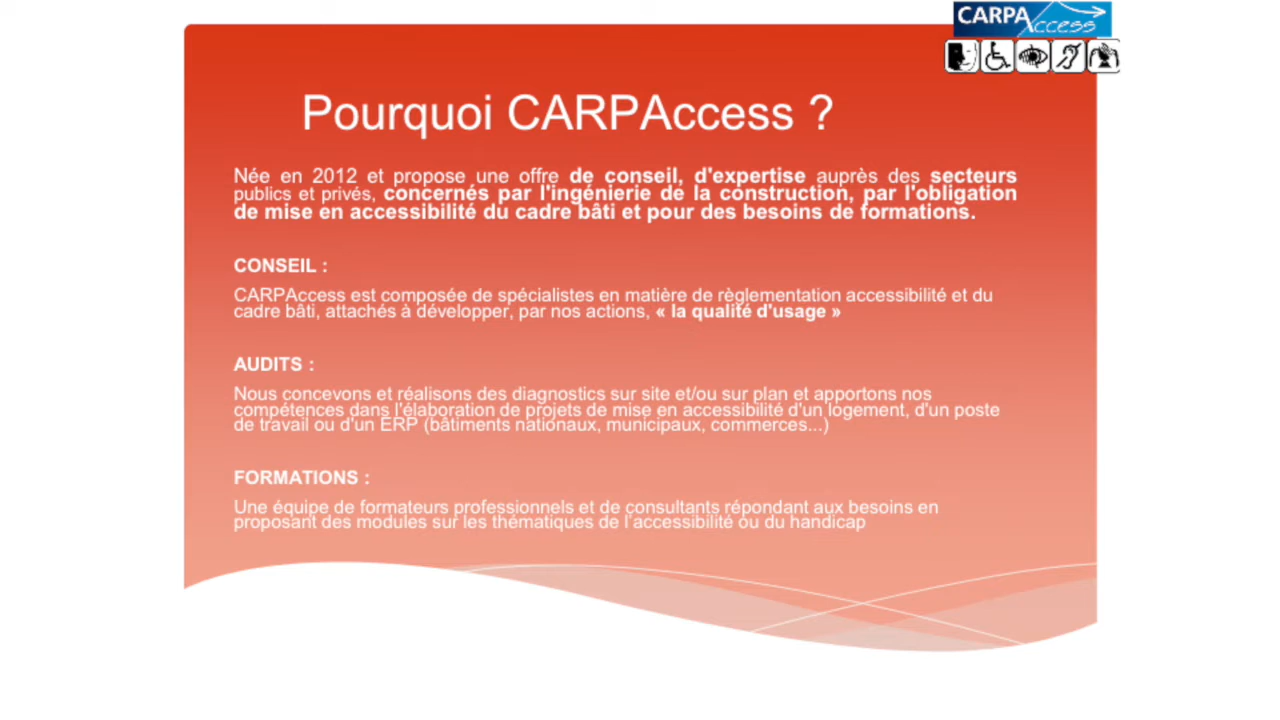 CARPAccess
Pourquoi CARPAccess ?
Née en 2012 et propose une offre de conseil, d'expertise auprès des secteurs
publics et privés, concernés par l'ingénierie de la construction, par l'obligation
de mise en accessibilité du cadre bâti et pour des besoins de formations.
CONSEIL :
CARPAccess est composée de spécialistes en matière de règlementation accessibilité et du
cadre bâti, attachés à développer, par nos actions, « la qualité d'usage »
AUDITS :
Nous concevons et réalisons des diagnostics sur site et/ou sur plan et apportons nos
compétences dans l'élaboration de projets de mise en accessibilité d'un logement, d'un poste
de travail ou d'un ERP (bâtiments nationaux, municipaux, commerces...)
FORMATIONS :
Une équipe de formateurs professionnels et de consultants répondant aux besoins en
proposant des modules sur les thématiques de l'accessibilité ou du handicap